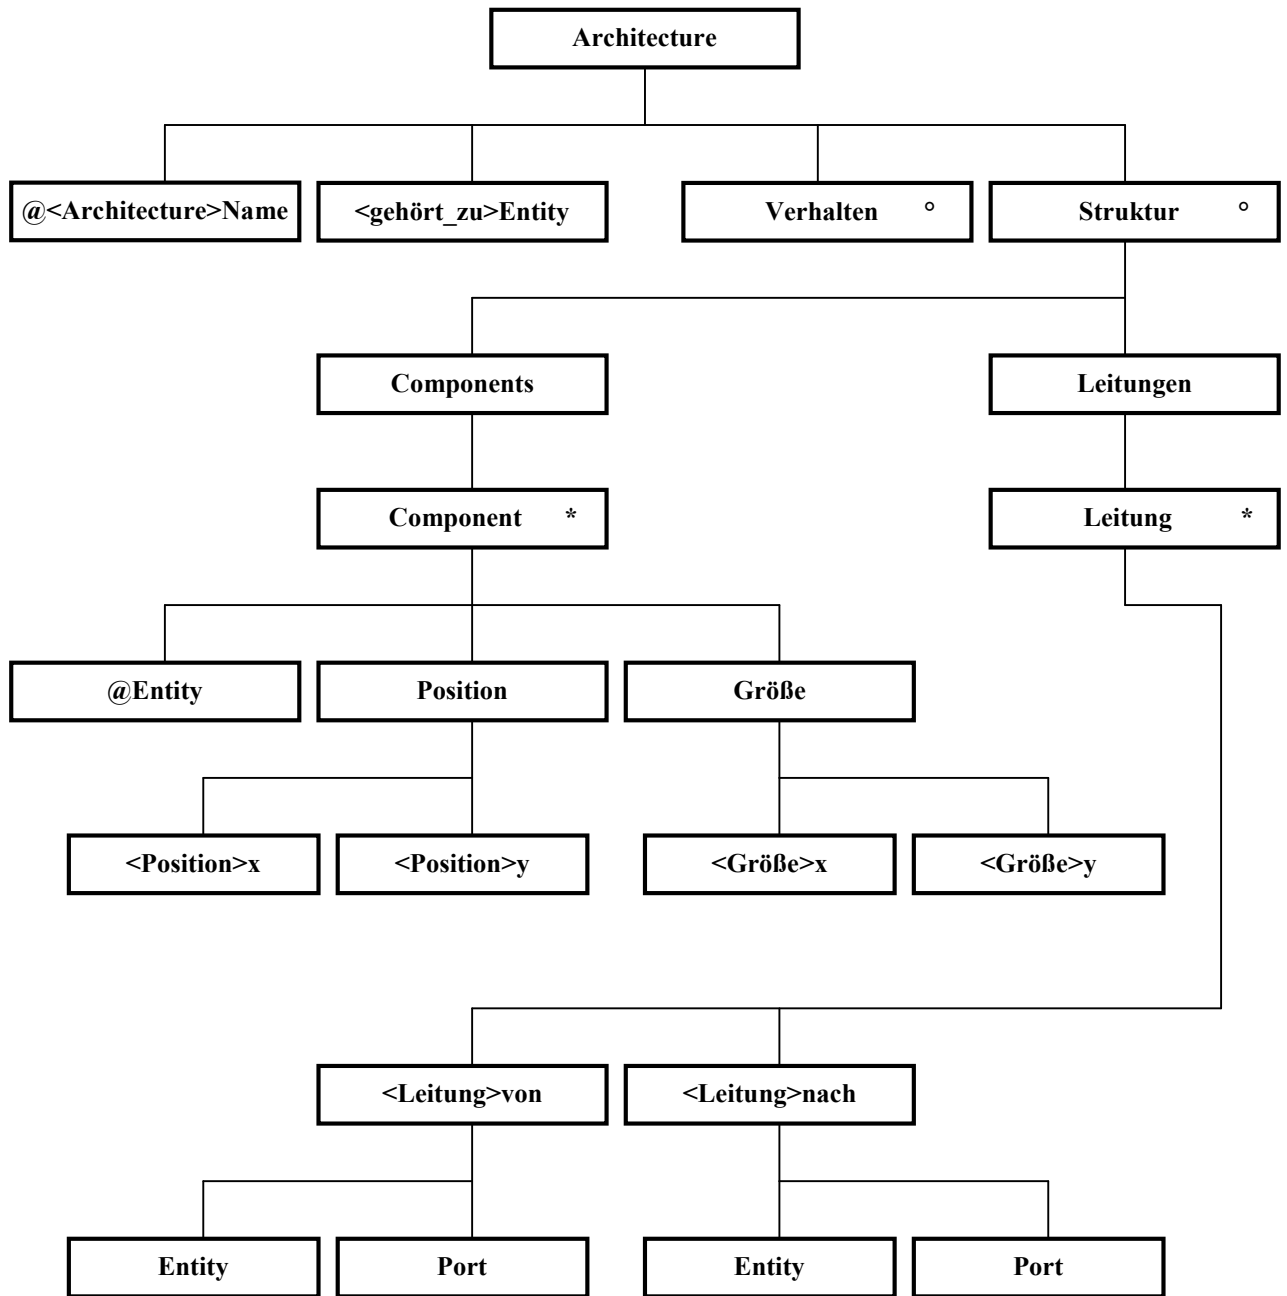 Architecture
@<Architecture>Name
<gehört_zu>Entity
Verhalten °
Struktur °
Components
Leitungen
Component *
Leitung *
@Entity
Position
Größe
<Position>x
<Position>y
<Größe>x
<Größe>y
<Leitung>von
<Leitung>nach
Entity
Port
Entity
Port